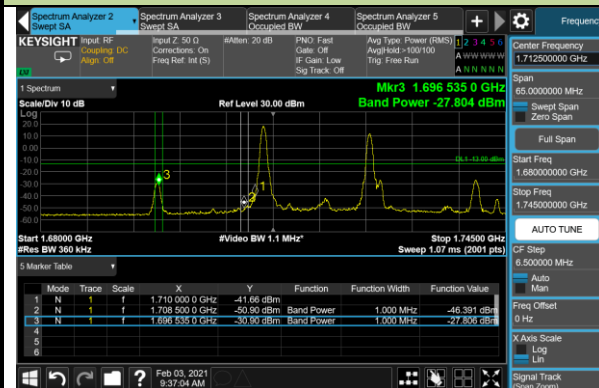 Spectrum Analyzer 2
Swept SA
Spectrum Analyzer 3
Swept SA
Spectrum Analyzer 4
Occupied BW
Spectrum Analyzer 5
Occupied BW
+
Frequency
KEYSIGHT
Input: RF
Coupling: DC
Align: Off
Input Z: 50 Ω
Corrections: On
Freq Ref: Int (S)
#Atten: 20 dB
PNO: Fast
Gate: Off
IF Gain: Low
Sig Track: Off
Avg Type: Power (RMS)
Avg|Hold:>100/100
Trig: Free Run
1 2 3 4 5 6
A W W W W W
A N N N N N
1 Spectrum
Scale/Div 10 dB
Log
Ref Level 30.00 dBm
Mkr3 1.696 535 0 GHz
Band Power -27.804 dBm
20.0
10.0
0.00
-10.0
-20.0
-30.0
-40.0
-50.0
-60.0
DL1 -13.00 dBm
3
1
Start 1.68000 GHz
#Res BW 360 kHz
#Video BW 1.1 MHz*
Stop 1.74500 GHz
Sweep 1.07 ms (2001 pts)
5 Marker Table
Mode Trace Scale X Y Function Function Width Function Value
1 N 1 f 1.710 000 0 GHz -41.66 dBm
2 N 1 f 1.708 500 0 GHz -50.90 dBm Band Power 1.000 MHz -46.391 dBm
3 N 1 f 1.696 535 0 GHz -30.90 dBm Band Power 1.000 MHz -27.806 dBm
4
5
6
Center Frequency
1.712500000 GHz
Span
65.0000000 MHz
Swept Span
Zero Span
Full Span
Start Freq
1.680000000 GHz
Stop Freq
1.745000000 GHz
AUTO TUNE
CF Step
6.500000 MHz
Auto
Man
Freq Offset
0 Hz
X Axis Scale
Log
Lin
Signal Track
(Span Zoom)
?
Feb 03, 2021
9:37:04 AM